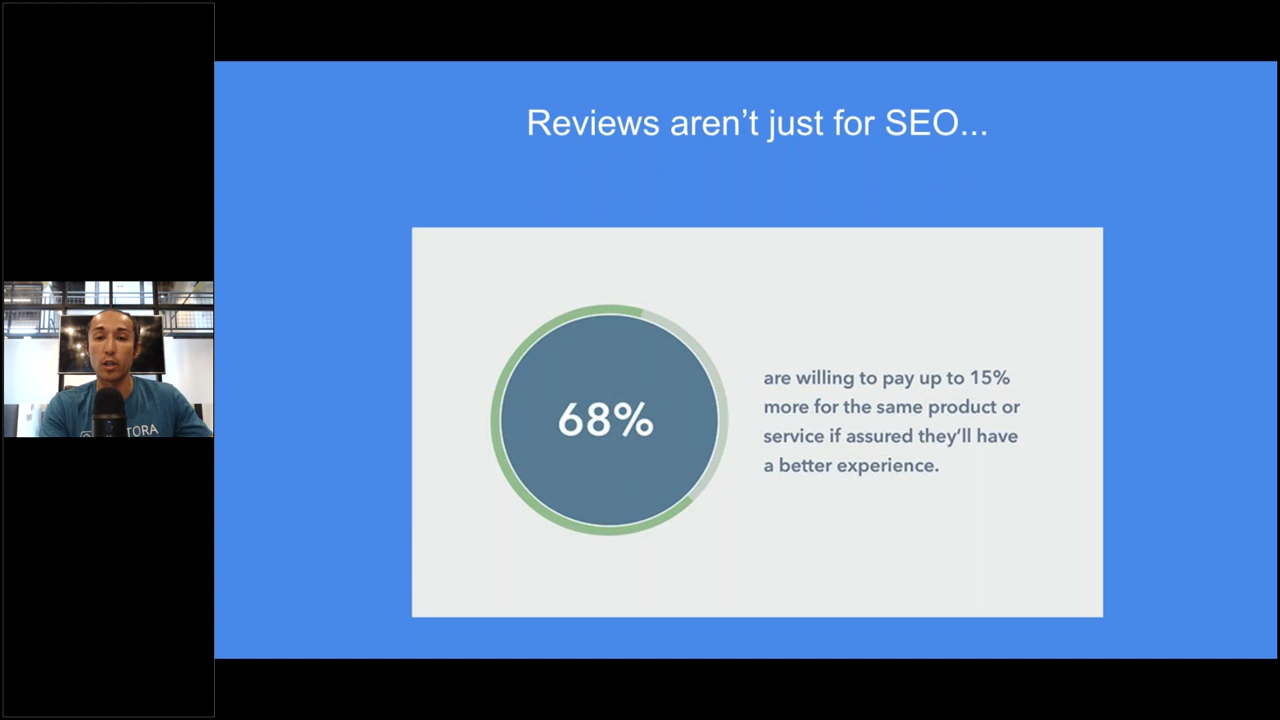 Reviews aren’t just for SEO...
68%
are willing to pay up to 15%
more for the same product or
service if assured they’ll have
a better experience.
TORA